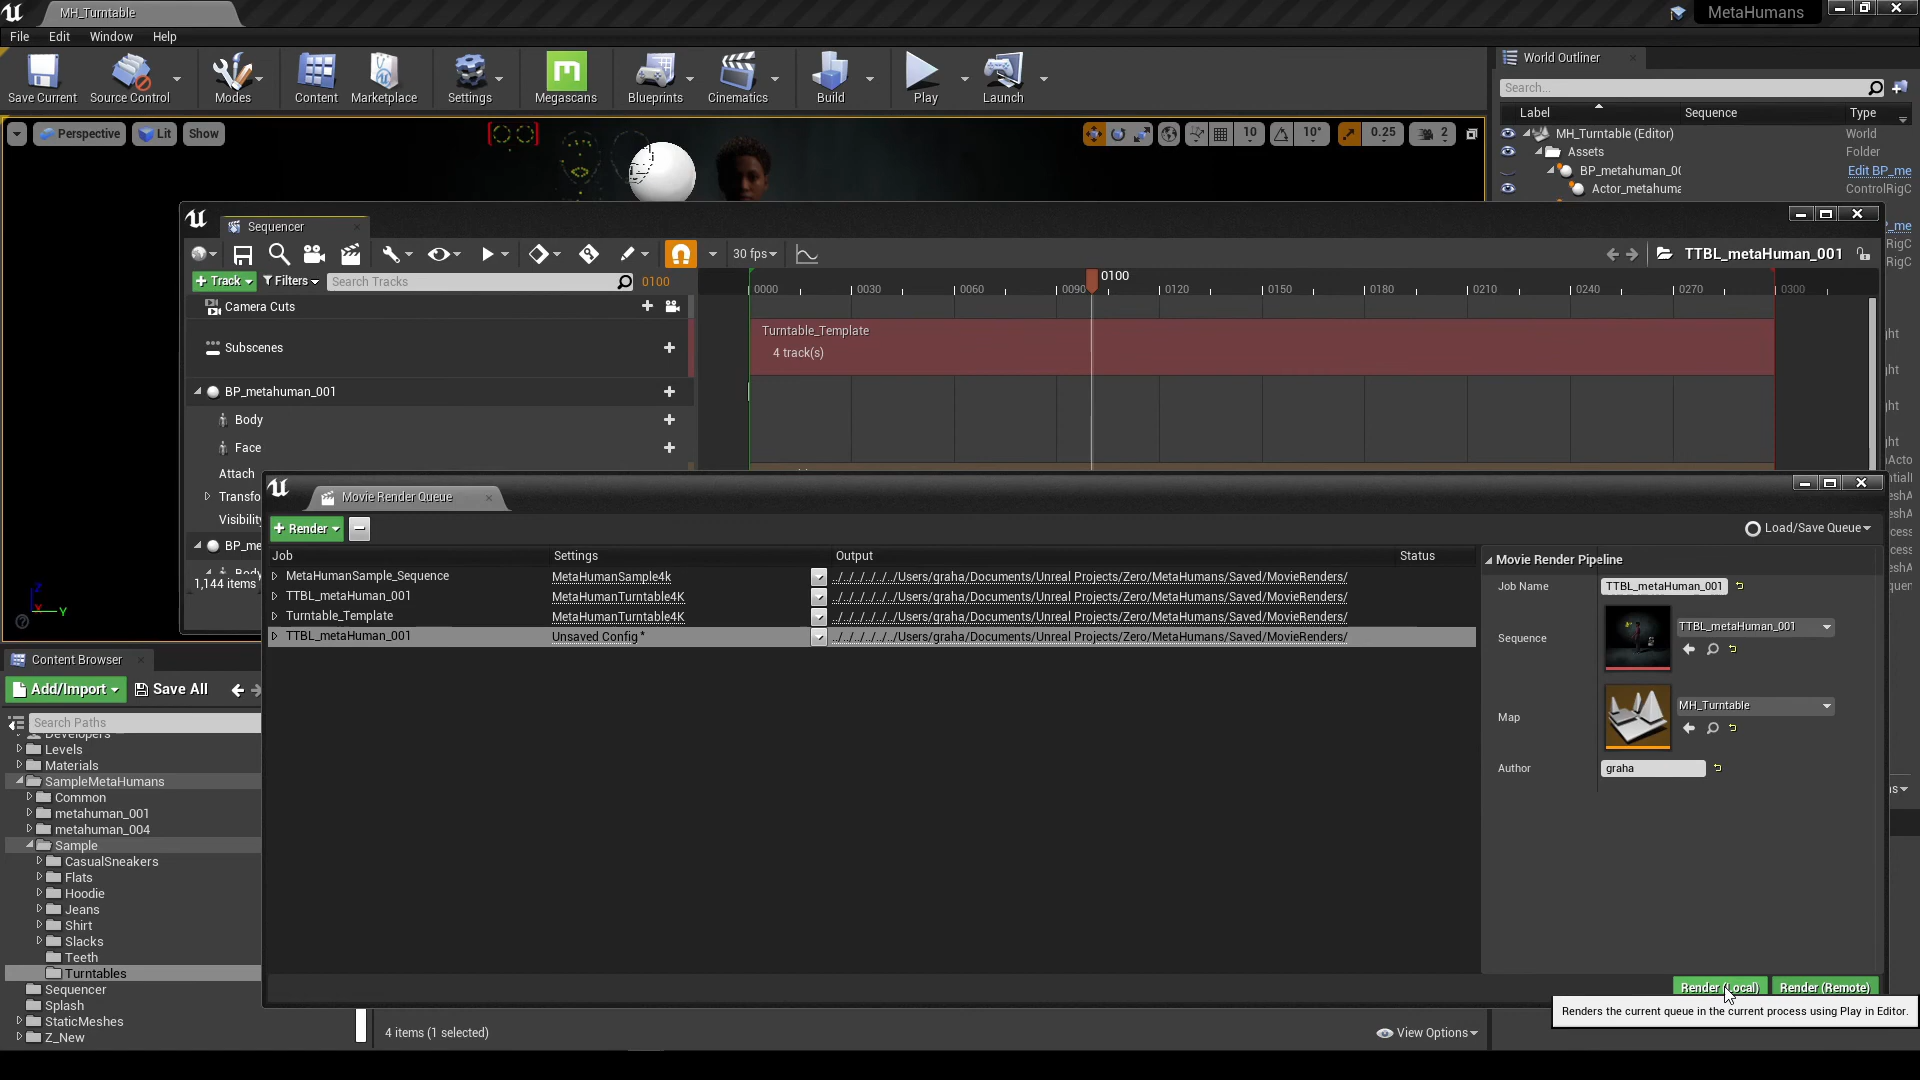 MH_Turntable
MetaHumans
File Edit Window Help
Save Current Source Control Modes Content Marketplace Settings Megascans Blueprints Cinematics Build Play Launch
World Outliner
Search...
Label Sequence Type
Perspective Lit Show
10 10° 0.25 2
MH_Turntable (Editor) World
Assets Folder
BP_metahuman_00 Edit BP_me
Actor_metahuma ControlRigC
Sequencer
30 fps
TTBL_metaHuman_001
Track Filters Search Tracks 0100
0100
0000 0030 0060 0090 0120 0150 0180 0210 0240 0270 0300
Camera Cuts
Turntable_Template
4 track(s)
Subscenes
BP_metahuman_001
Body
Face
Attach
Transfo
Visibility
BP_me
Body
1,144 items
Movie Render Queue
Render
Load/Save Queue
Job Settings Output Status
MetaHumanSample_Sequence MetaHumanSample4k ../../../../../../Users/graha/Documents/Unreal Projects/Zero/MetaHumans/Saved/MovieRenders/
TTBL_metaHuman_001 MetaHumanTurntable4K ../../../../../../Users/graha/Documents/Unreal Projects/Zero/MetaHumans/Saved/MovieRenders/
Turntable_Template MetaHumanTurntable4K ../../../../../../Users/graha/Documents/Unreal Projects/Zero/MetaHumans/Saved/MovieRenders/
TTBL_metaHuman_001 Unsaved Config * ../../../../../../Users/graha/Documents/Unreal Projects/Zero/MetaHumans/Saved/MovieRenders/
Movie Render Pipeline
Job Name TTBL_metaHuman_001
Sequence TTBL_metaHuman_001
Map MH_Turntable
Author graha
Render (Local) Render (Remote)
Renders the current queue in the current process using Play in Editor.
Content Browser
Add/Import Save All
Search Paths
Developers
Levels
Materials
SampleMetaHumans
Common
metahuman_001
metahuman_004
Sample
CasualSneakers
Flats
Hoodie
Jeans
Shirt
Slacks
Teeth
Turntables
Sequencer
Splash
StaticMeshes
Z_New
4 items (1 selected)
View Options